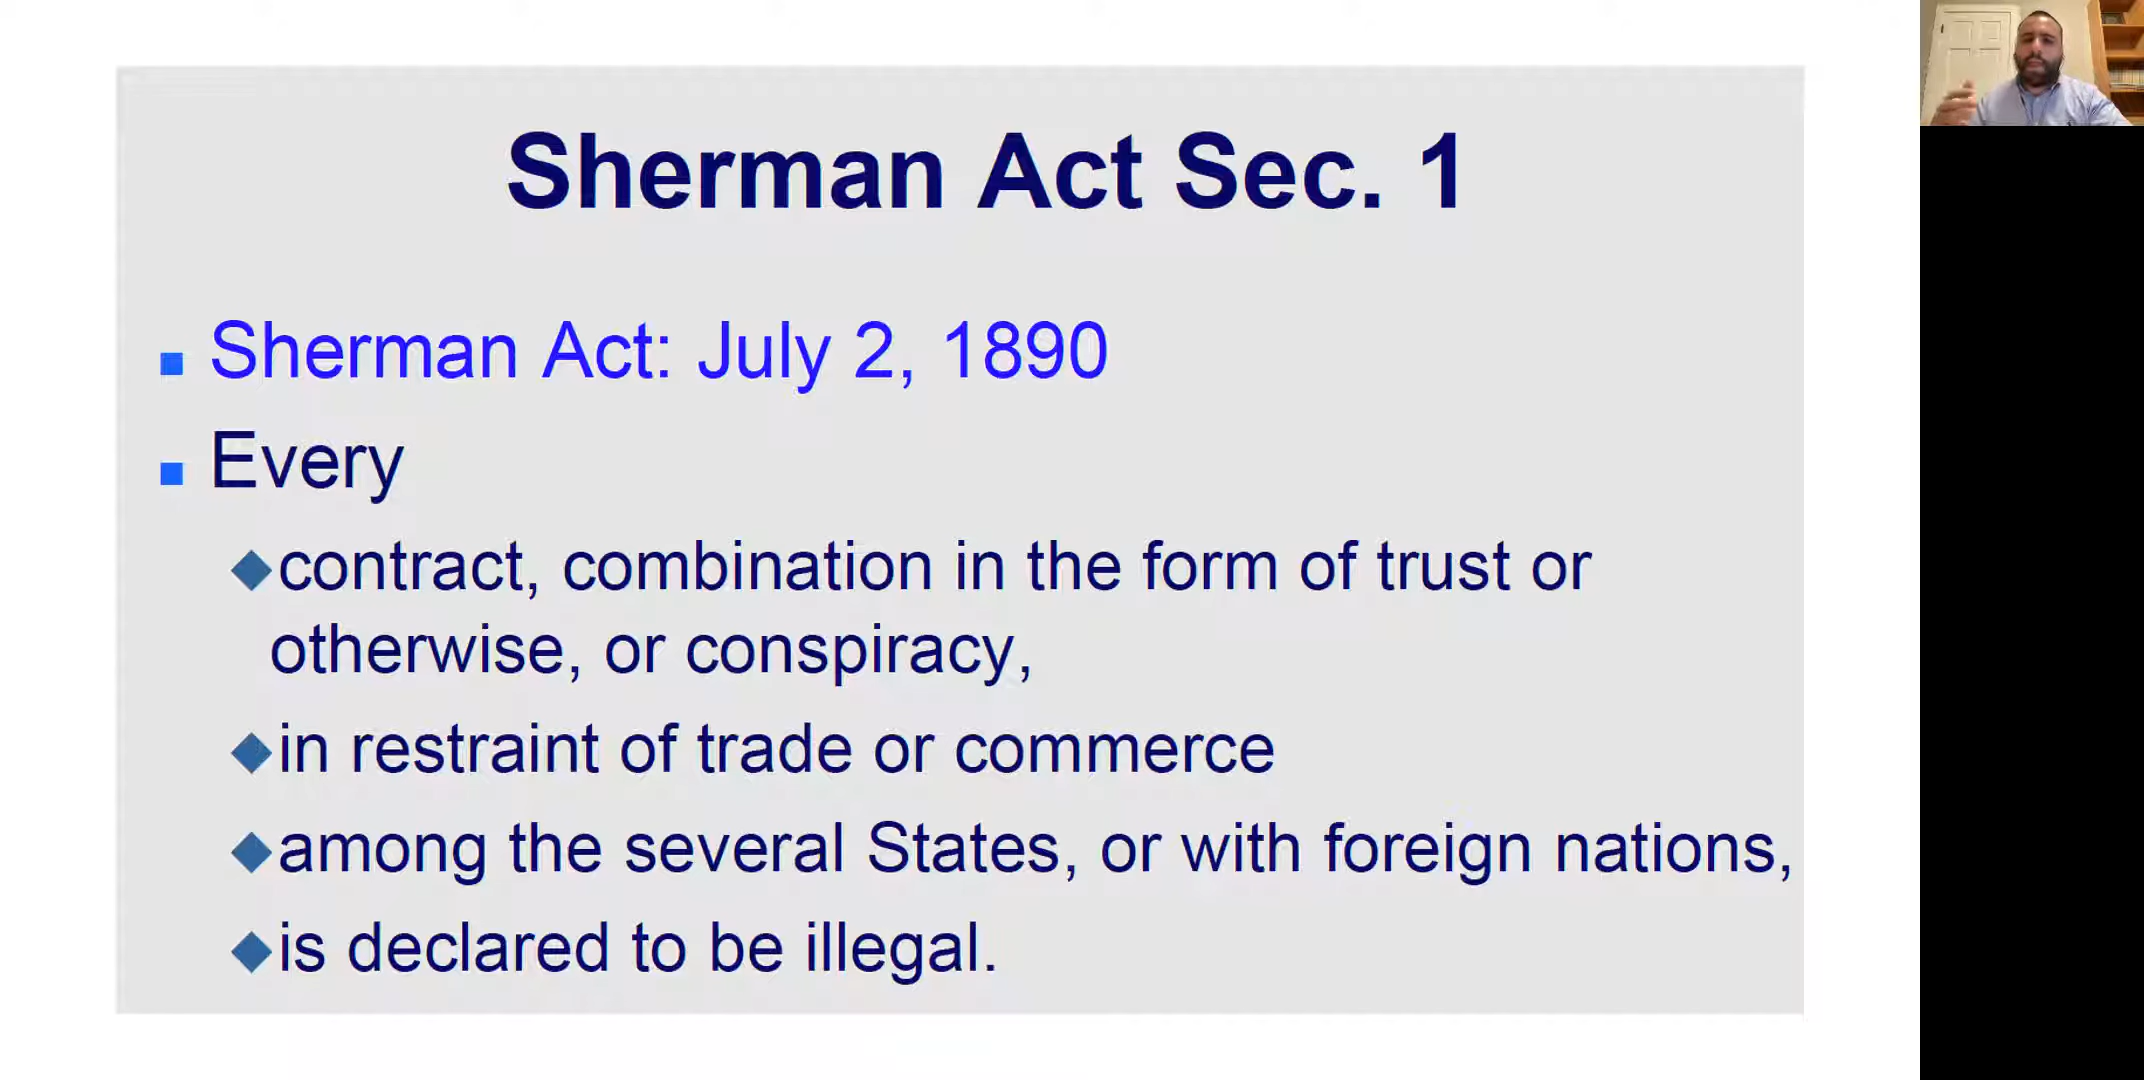 Sherman Act Sec. 1
Sherman Act: July 2, 1890
Every
contract, combination in the form of trust or
otherwise, or conspiracy,
in restraint of trade or commerce
among the several States, or with foreign nations,
is declared to be illegal.